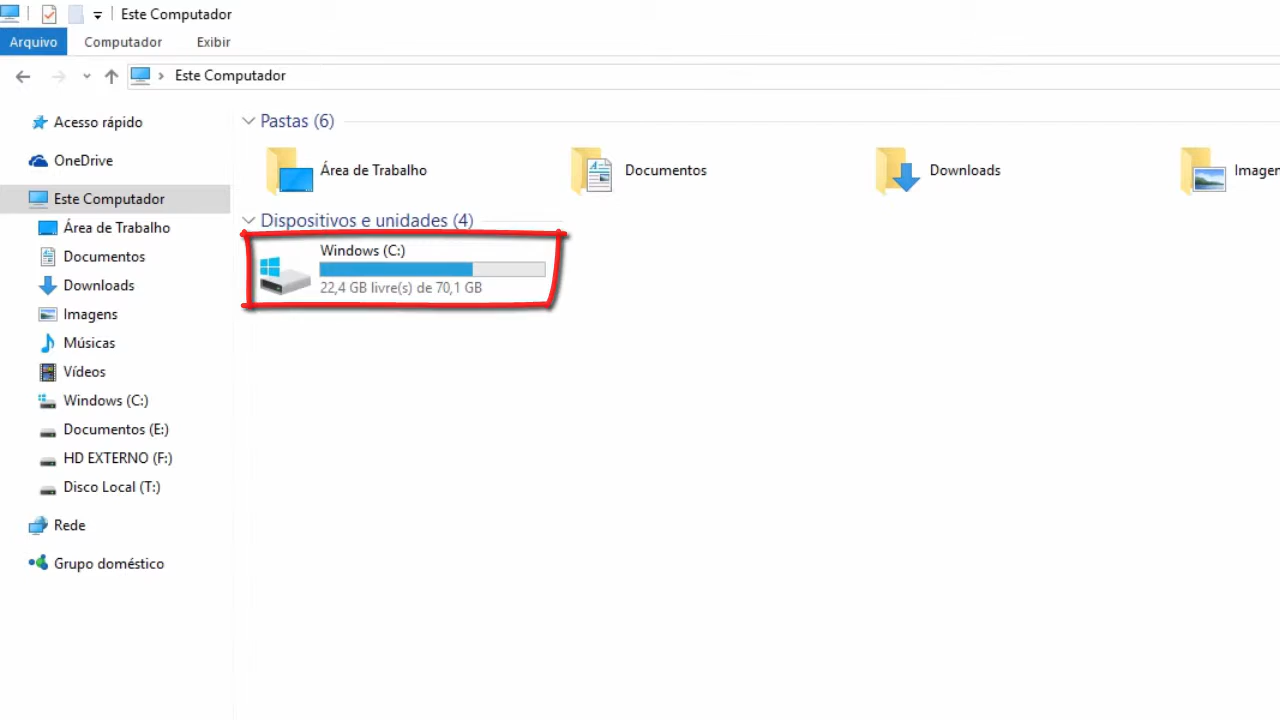 Este Computador
Arquivo Computador Exibir
Este Computador
Acesso rápido
OneDrive
Este Computador
Área de Trabalho
Documentos
Downloads
Imagens
Músicas
Vídeos
Windows (C:)
Documentos (E:)
HD EXTERNO (F:)
Disco Local (T:)
Rede
Grupo doméstico
Pastas (6)
Área de Trabalho
Documentos
Downloads
Imagen
Dispositivos e unidades (4)
Windows (C:)
22,4 GB livre(s) de 70,1 GB